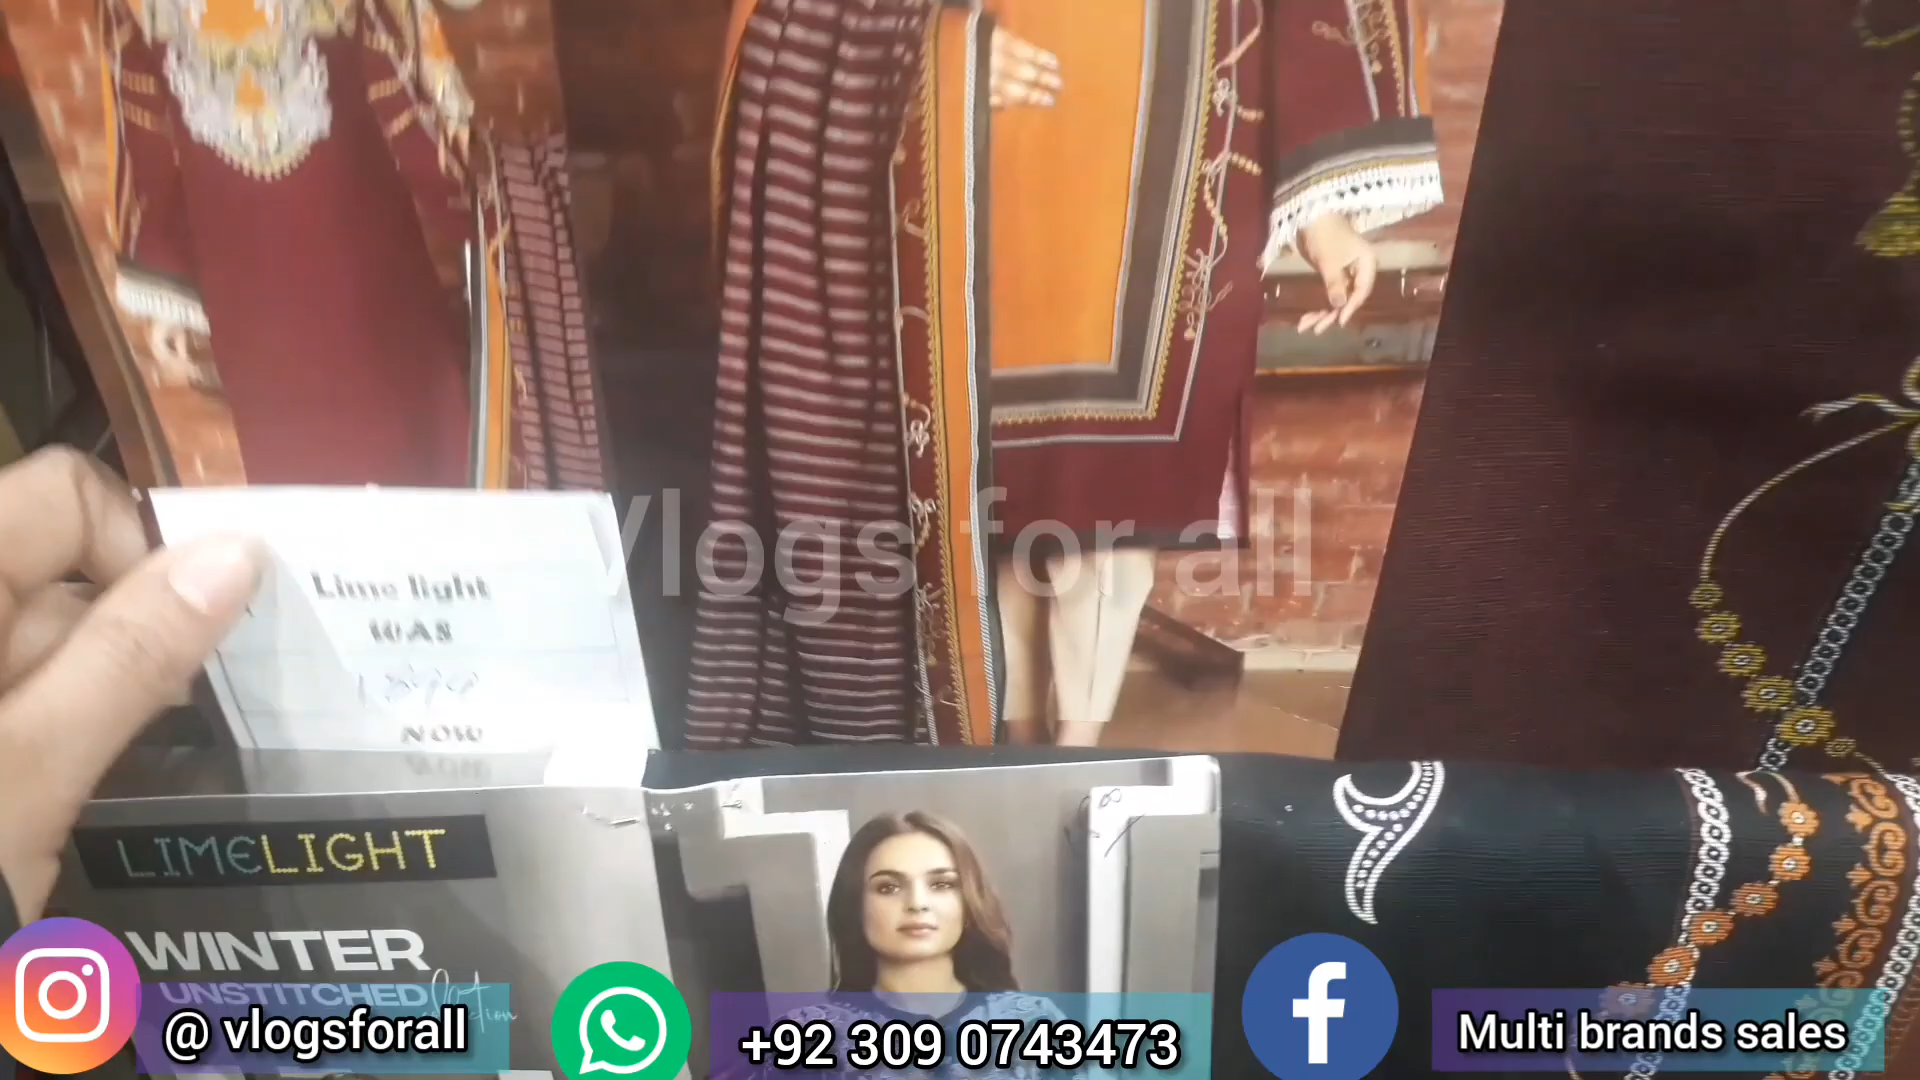 Vlogs for all
Lime light
WAS
NOW
LIMELIGHT
WINTER
UNSTITCHED
@ vlogsforall
+92 309 0743473
Multi brands sales